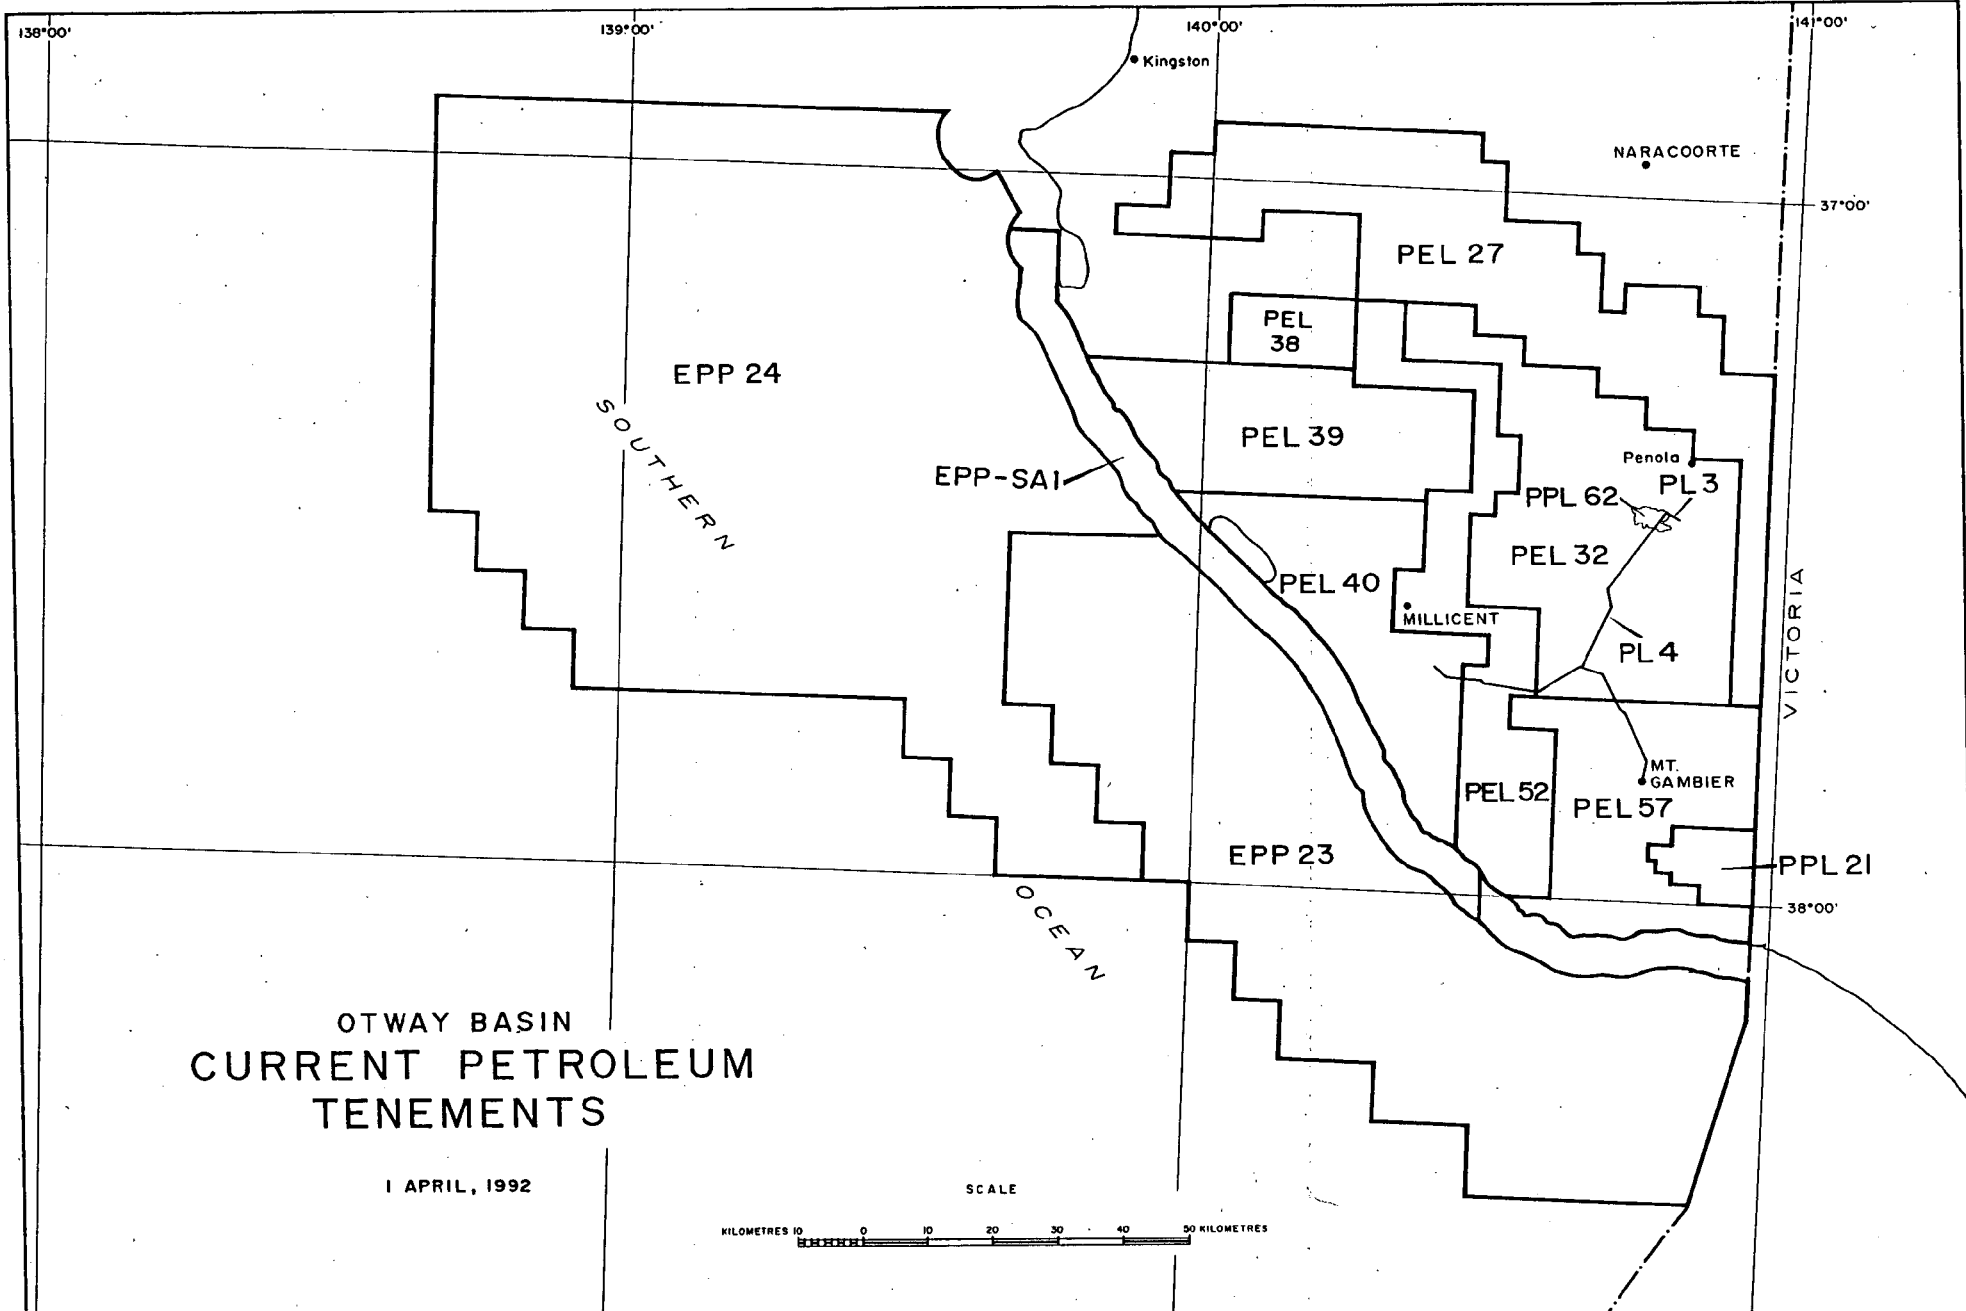 138°00'
139°00'
140°00'
141°00'
Kingston
NARACOORTE
37°00'
PEL 27
PEL
38
EPP 24
SOUTHERN
PEL 39
Penola
EPP-SA1
PL 3
PPL 62
PEL 32
PEL 40
MILLICENT
VICTORIA
PL 4
MT.
GAMBIER
PEL 52
PEL 57
EPP 23
PPL 21
OCEAN
38°00'
OTWAY BASIN
CURRENT PETROLEUM
TENEMENTS
1 APRIL, 1992
SCALE
KILOMETRES 10 0 10 20 30 40 50 KILOMETRES